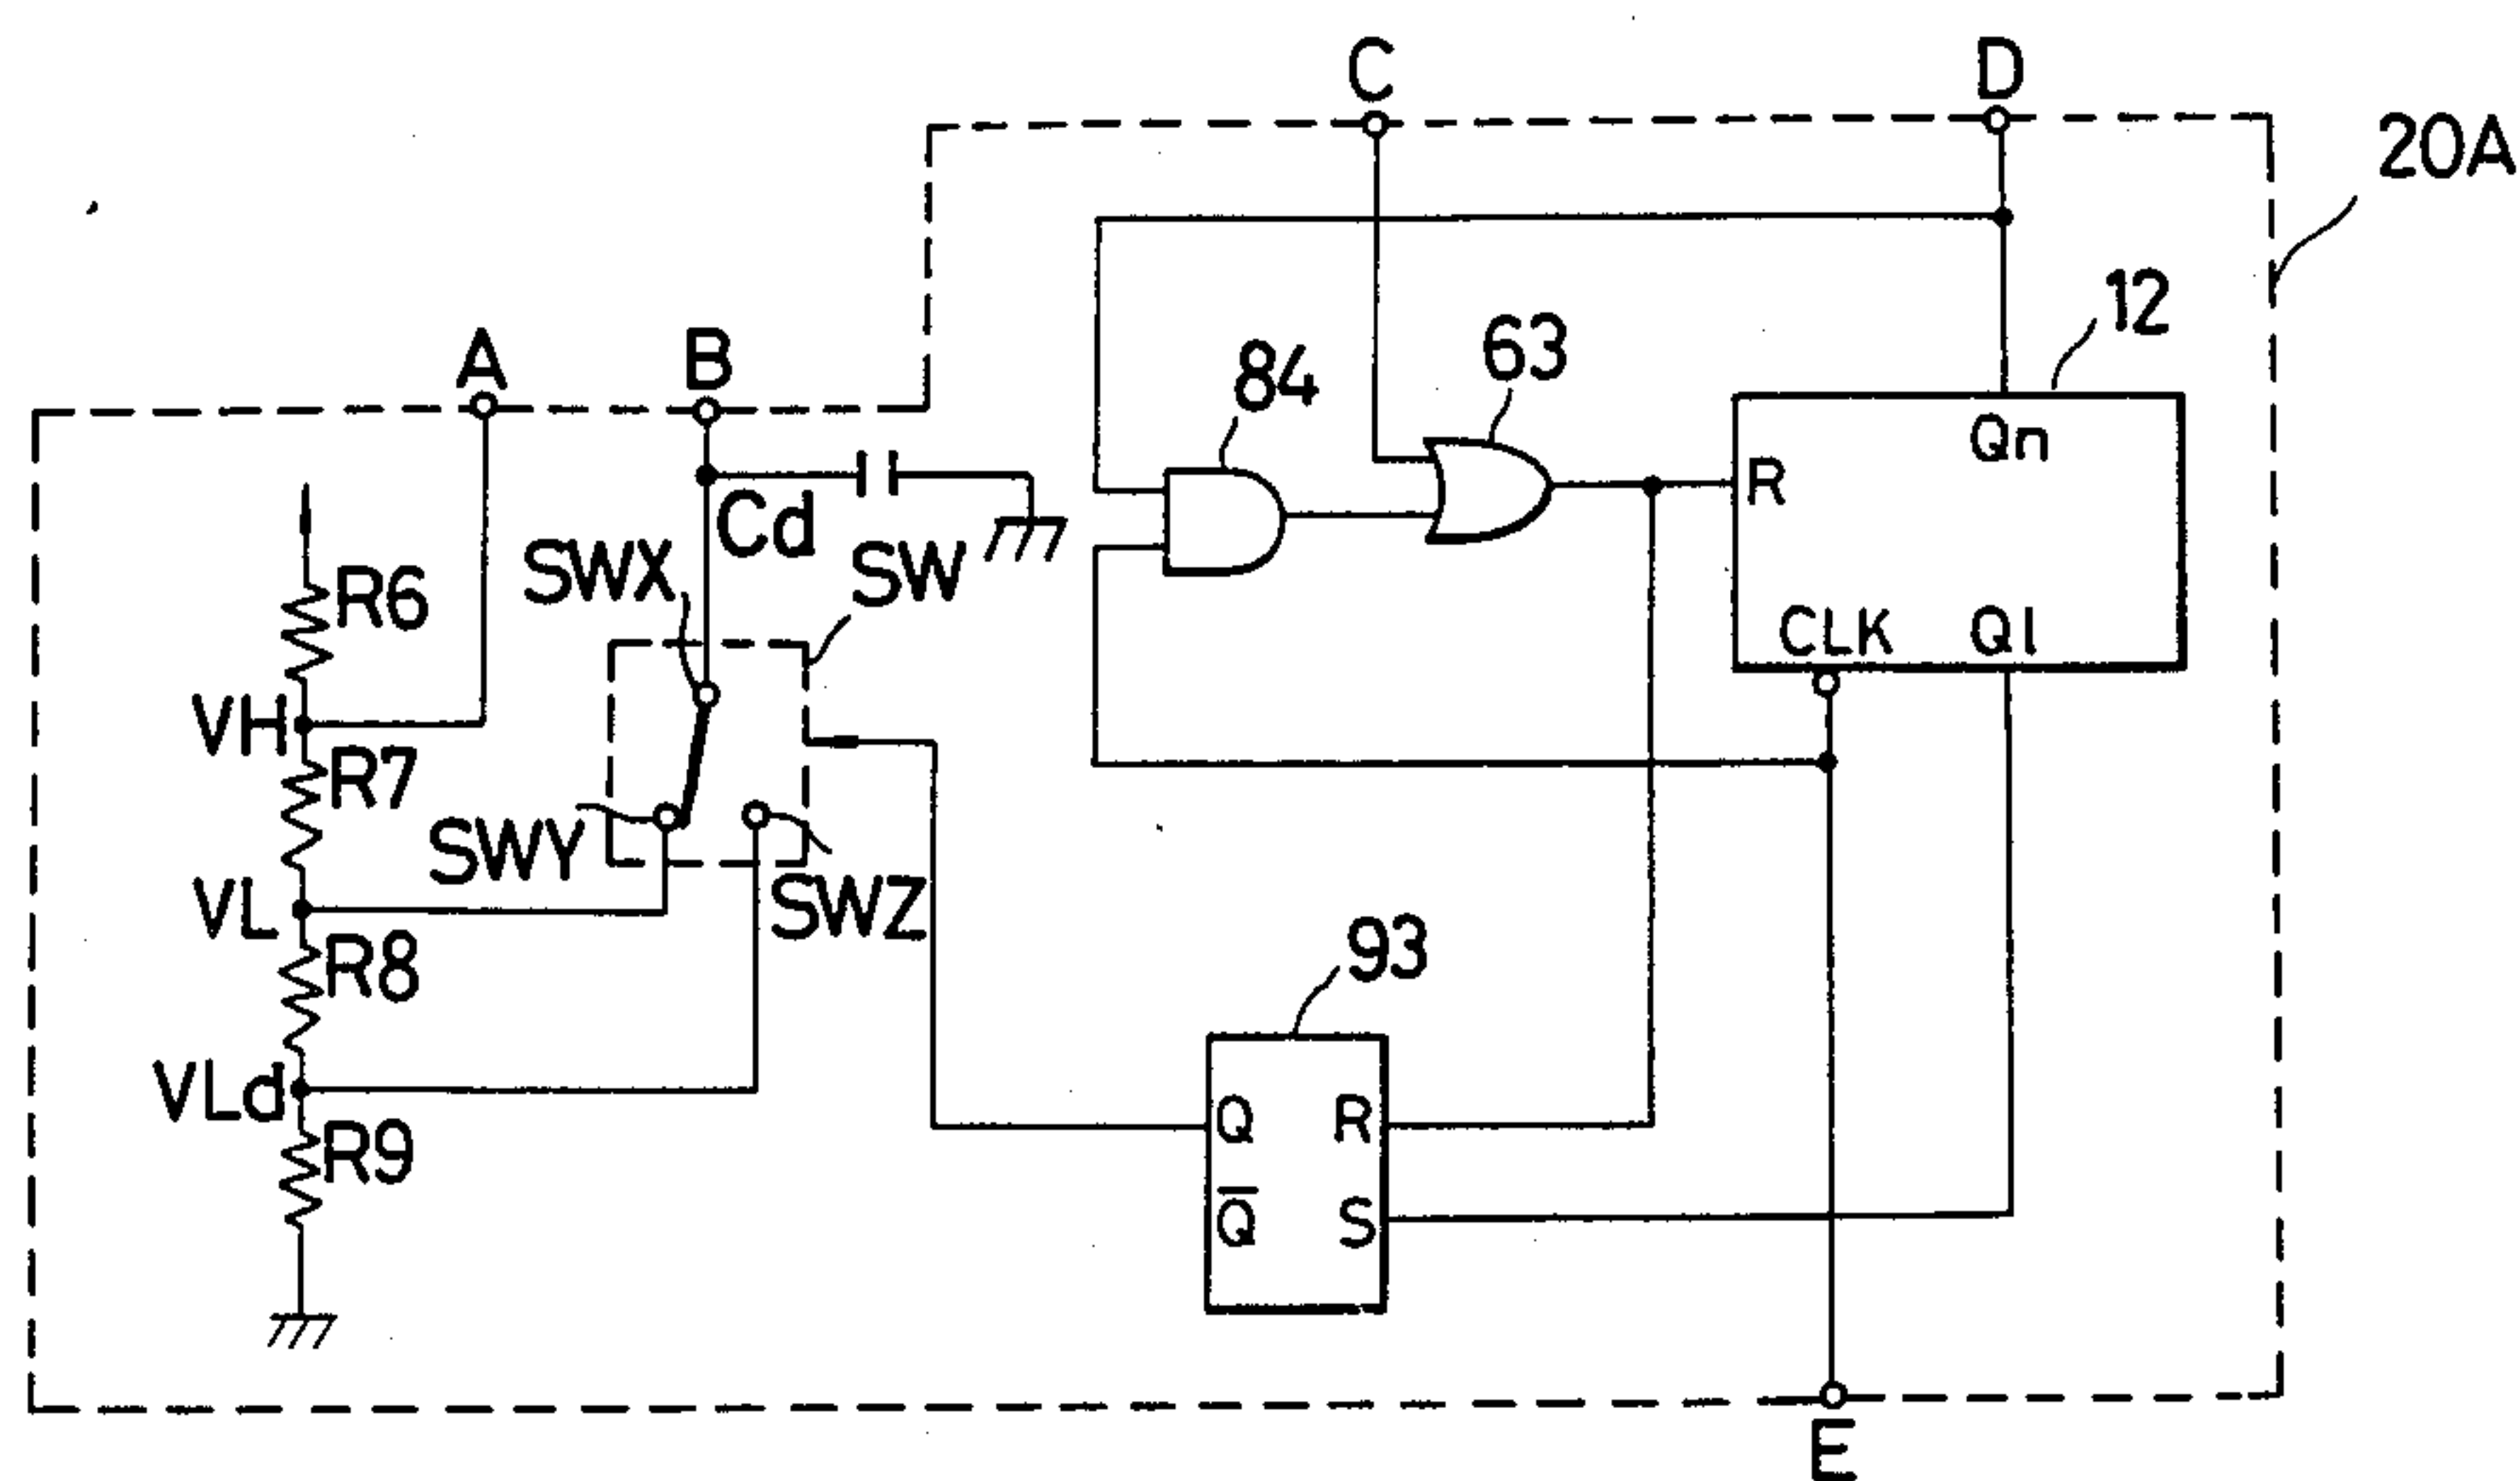 C
D
20A
12
A
B
84
63
Qn
R
Cd
SWX
SW
R6
CLK
Ql
VH
R7
SWY
SWZ
VL
R8
93
VLd
R9
Q
R
Q̅
S
E